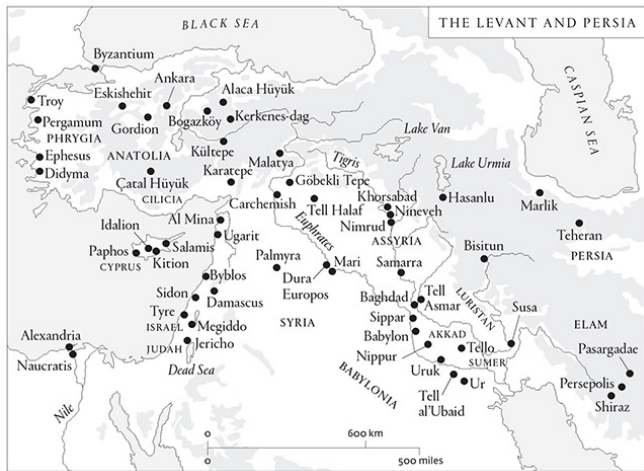 BLACK SEA
THE LEVANT AND PERSIA
Byzantium
CASPIAN SEA
Ankara
Eskishehit
Alaca Hüyük
Troy
Pergamum
Gordion
Bogazköy
Kerkenes-dag
PHRYGIA
Lake Van
ANATOLIA
Kültepe
Ephesus
Malatya
Tigris
Lake Urmia
Didyma
Karatepe
Göbekli Tepe
Çatal Hüyük
CILICIA
Carchemish
Tell Halaf
Khorsabad
Hasanlu
Marlik
Al Mina
Nineveh
Idalion
Nimrud
Teheran
Salamis
Ugarit
Euphrates
ASSYRIA
Paphos
Kition
Bisitun
PERSIA
CYPRUS
Palmyra
Mari
Samarra
Byblos
Dura
Europos
Sidon
Damascus
Baghdad
Tell
Asmar
LURISTAN
Tyre
Sippar
Susa
ISRAEL
Megiddo
SYRIA
Babylon
AKKAD
ELAM
Alexandria
JUDAH
Jericho
Nippur
Tello
Pasargadae
Naucratis
Dead Sea
SUMER
Uruk
Ur
Persepolis
BABYLONIA
Tell
al'Ubaid
Shiraz
Nile
0
600 km
0
500 miles